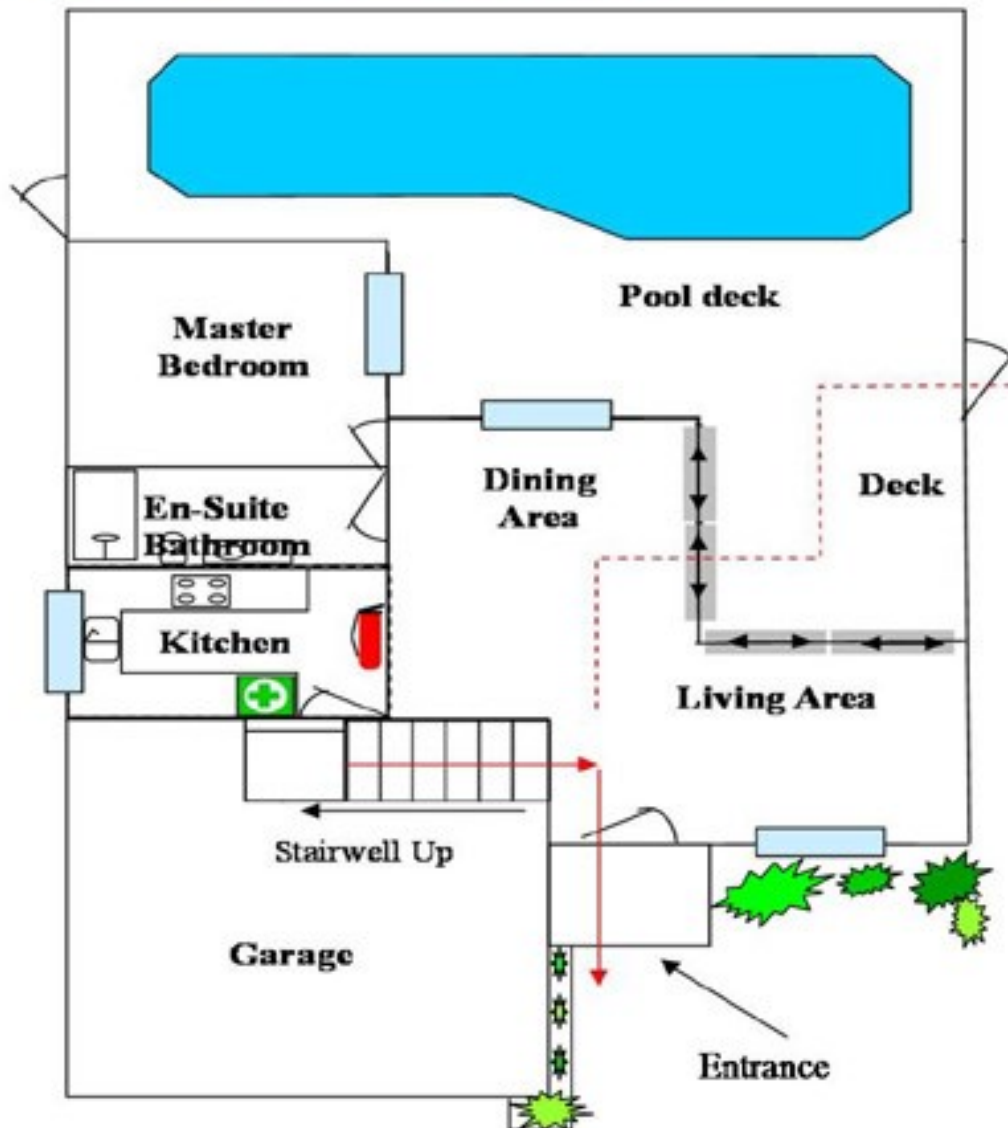 Pool deck
Master
Bedroom
Dining
Area
Deck
En-Suite
Bathroom
Kitchen
Living Area
Stairwell Up
Garage
Entrance